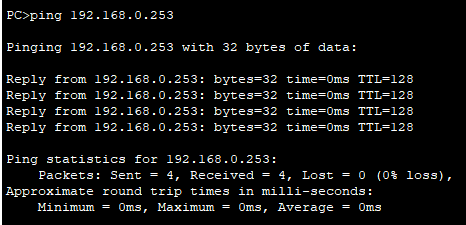 PC>ping 192.168.0.253
Pinging 192.168.0.253 with 32 bytes of data:
Reply from 192.168.0.253: bytes=32 time=0ms TTL=128
Reply from 192.168.0.253: bytes=32 time=0ms TTL=128
Reply from 192.168.0.253: bytes=32 time=0ms TTL=128
Reply from 192.168.0.253: bytes=32 time=0ms TTL=128
Ping statistics for 192.168.0.253:
Packets: Sent = 4, Received = 4, Lost = 0 (0% loss),
Approximate round trip times in milli-seconds:
Minimum = 0ms, Maximum = 0ms, Average = 0ms